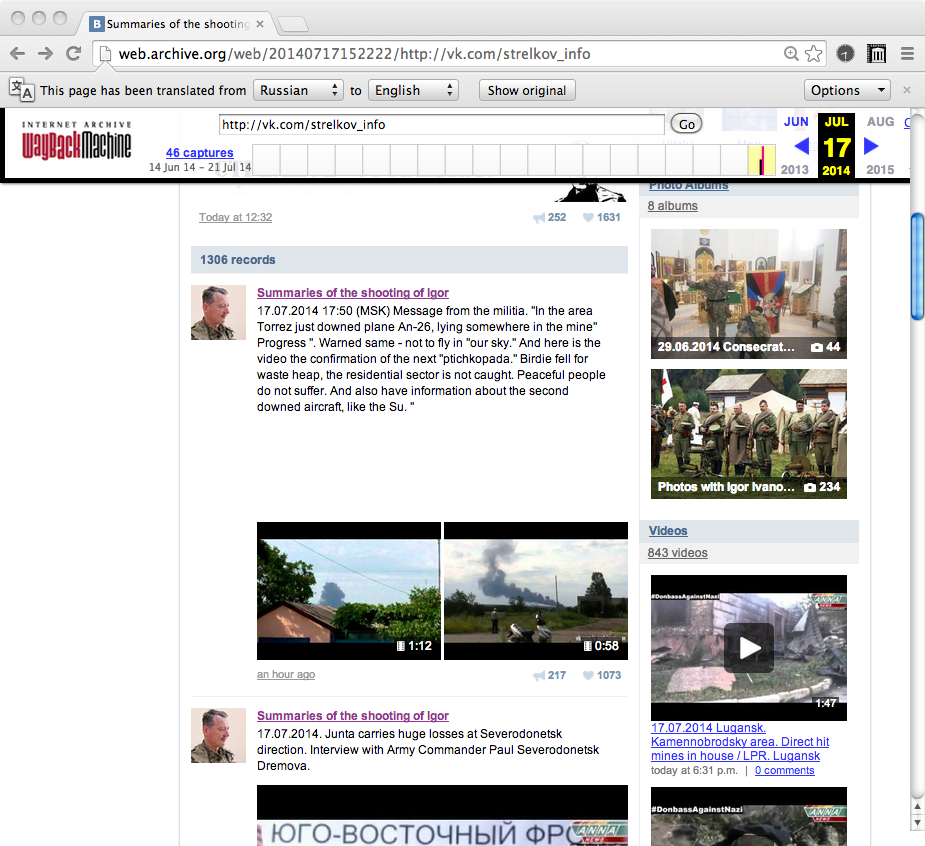 Summaries of the shooting
web.archive.org/web/20140717152222/http://vk.com/strelkov_info
This page has been translated from Russian to English Show original Options
INTERNET ARCHIVE
WayBackMachine
http://vk.com/strelkov_info Go
46 captures
14 Jun 14 – 21 Jul 14
JUN JUL AUG
17
2013 2014 2015
Today at 12:32 252 1631
1306 records
Summaries of the shooting of Igor
17.07.2014 17:50 (MSK) Message from the militia. "In the area
Torrez just downed plane An-26, lying somewhere in the mine"
Progress ". Warned same - not to fly in "our sky." And here is the
video the confirmation of the next "ptichkopada." Birdie fell for
waste heap, the residential sector is not caught. Peaceful people
do not suffer. And also have information about the second
downed aircraft, like the Su. "
1:12
0:58
an hour ago 217 1073
Summaries of the shooting of Igor
17.07.2014. Junta carries huge losses at Severodonetsk
direction. Interview with Army Commander Paul Severodonetsk
Dremova.
ЮГО-ВОСТОЧНЫЙ ФРО
ANNA
NEWS
Photo Albums
8 albums
29.06.2014 Consecrat... 44
Photos with Igor Ivano... 234
Videos
843 videos
#DonbassAgainstNazi
ANNA
NEWS
1:47
17.07.2014 Lugansk.
Kamennobrodsky area. Direct hit
mines in house / LPR. Lugansk
today at 6:31 p.m. | 0 comments
#DonbassAgainstNazi
ANNA
NEWS